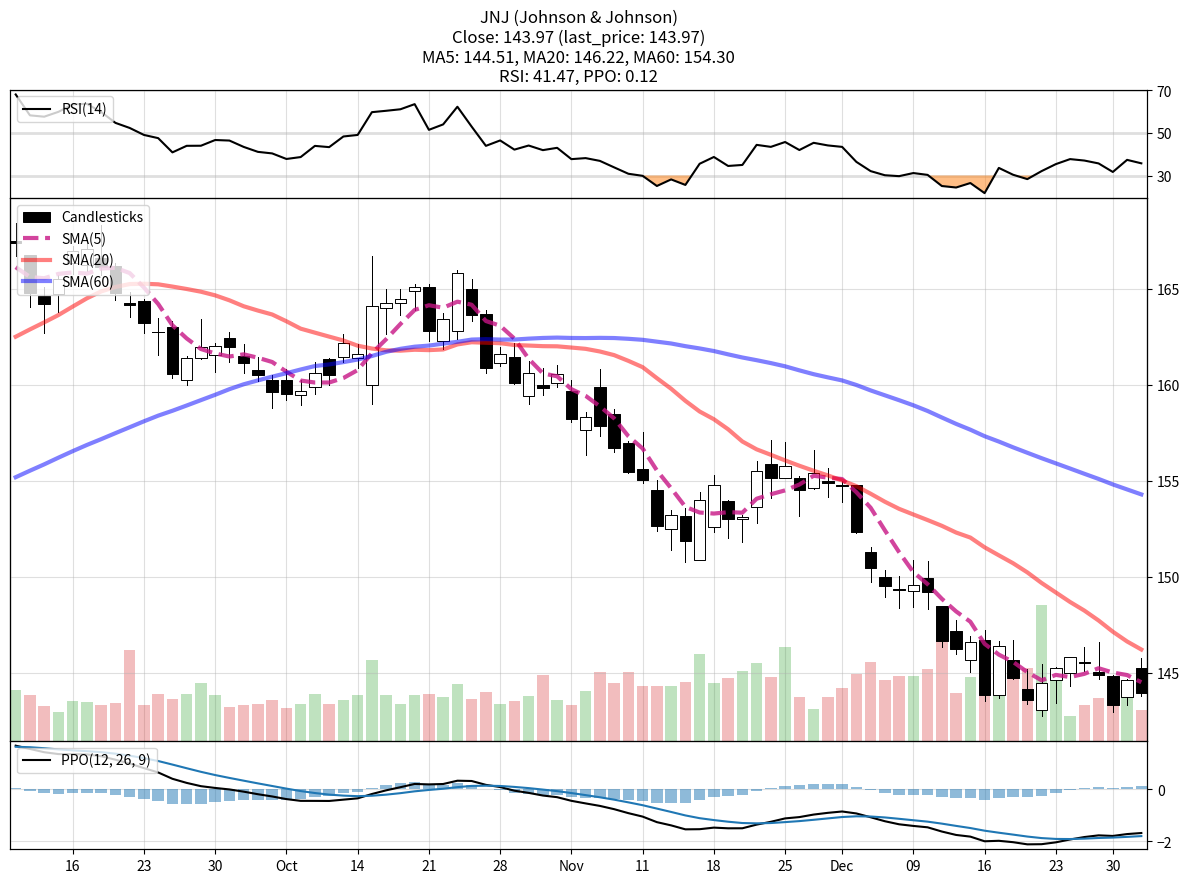 JNJ (Johnson & Johnson)
Close: 143.97 (last_price: 143.97)
MA5: 144.51, MA20: 146.22, MA60: 154.30
RSI: 41.47, PPO: 0.12
RSI(14)
70
50
30
Candlesticks
SMA(5)
SMA(20)
SMA(60)
165
160
155
150
145
PPO(12, 26, 9)
0
−2
16 23 30 Oct 14 21 28 Nov 11 18 25 Dec 09 16 23 30